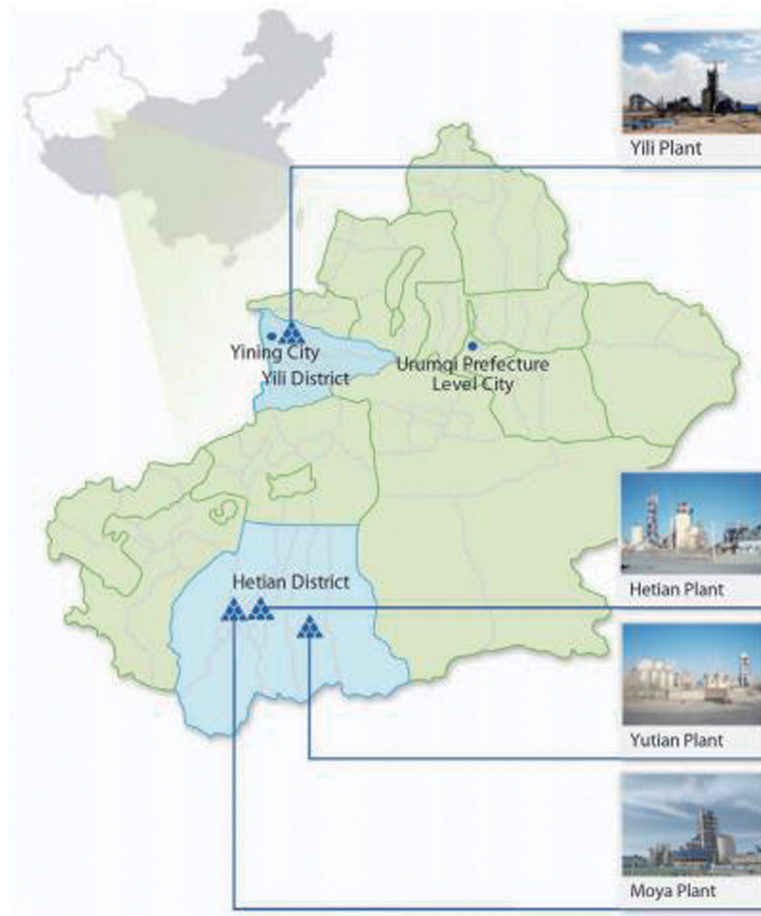 Yili Plant
Yining City
Yili District
Urumqi Prefecture
Level City
Hetian District
Hetian Plant
Yutian Plant
Moya Plant